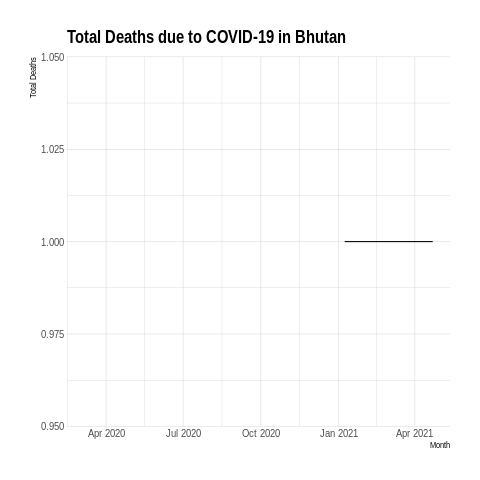 Total Deaths due to COVID-19 in Bhutan
Total Deaths
1.050
1.025
1.000
0.975
0.950
Apr 2020 Jul 2020 Oct 2020 Jan 2021 Apr 2021
Month